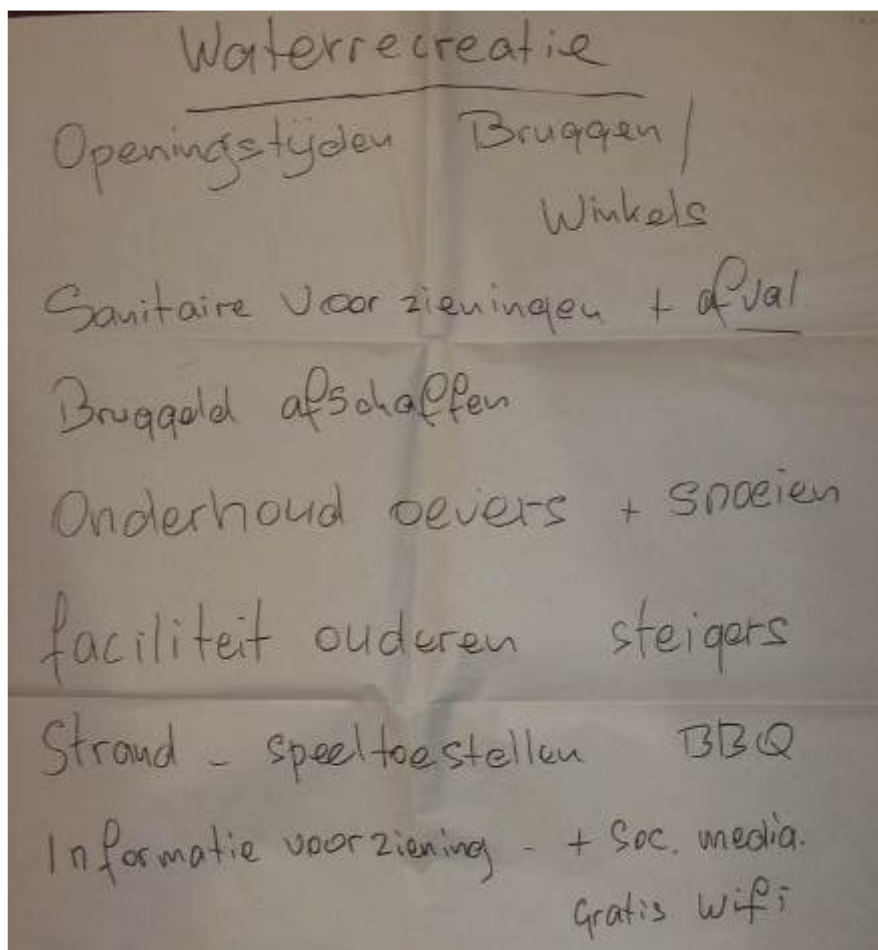 Waterrecreatie
Openingstijden Bruggen /
Winkels
Sanitaire voorzieningen + afval
Bruggeld afschaffen
Onderhoud oevers + snoeien
faciliteit ouderen steigers
Strand - speeltoestellen BBQ
Informatie voorziening - + Soc. media.
Gratis Wifi